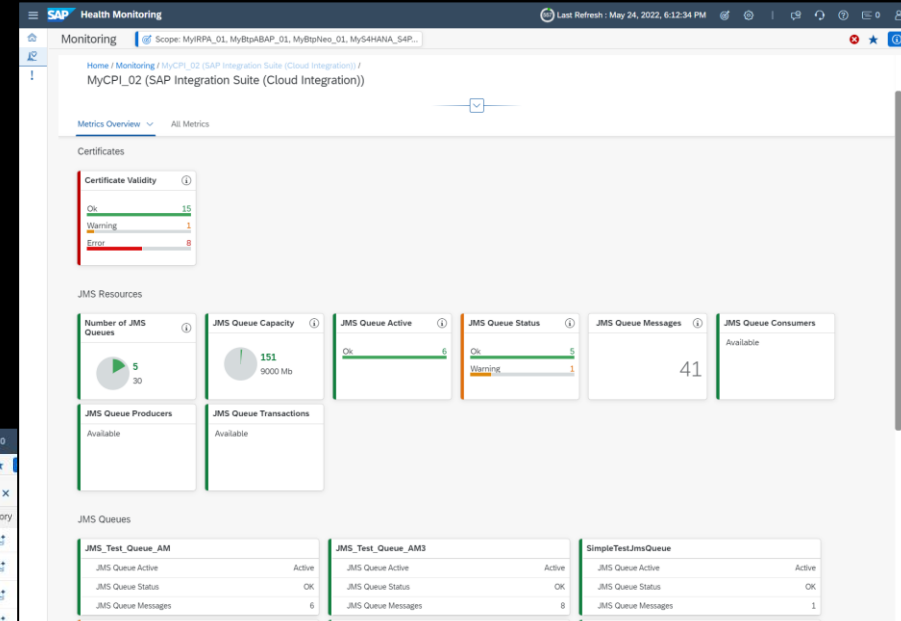 SAP Health Monitoring
Last Refresh : May 24, 2022, 6:12:34 PM
0
Monitoring
Scope: MyIRPA_01, MyBtpABAP_01, MyBtpNeo_01, MyS4HANA_S4P...
Home / Monitoring / MyCPI_02 (SAP Integration Suite (Cloud Integration)) /
MyCPI_02 (SAP Integration Suite (Cloud Integration))
Metrics Overview All Metrics
Certificates
Certificate Validity
Ok 15
Warning 1
Error 8
JMS Resources
Number of JMS
Queues
5
30
JMS Queue Capacity
151
9000 Mb
JMS Queue Active
Ok 6
JMS Queue Status
Ok 5
Warning 1
JMS Queue Messages
41
JMS Queue Consumers
Available
JMS Queue Producers
Available
JMS Queue Transactions
Available
JMS Queues
JMS_Test_Queue_AM
JMS Queue Active Active
JMS Queue Status OK
JMS Queue Messages 6
JMS_Test_Queue_AM3
JMS Queue Active Active
JMS Queue Status OK
JMS Queue Messages 8
SimpleTestJmsQueue
JMS Queue Active Active
JMS Queue Status OK
JMS Queue Messages 1
0
ory